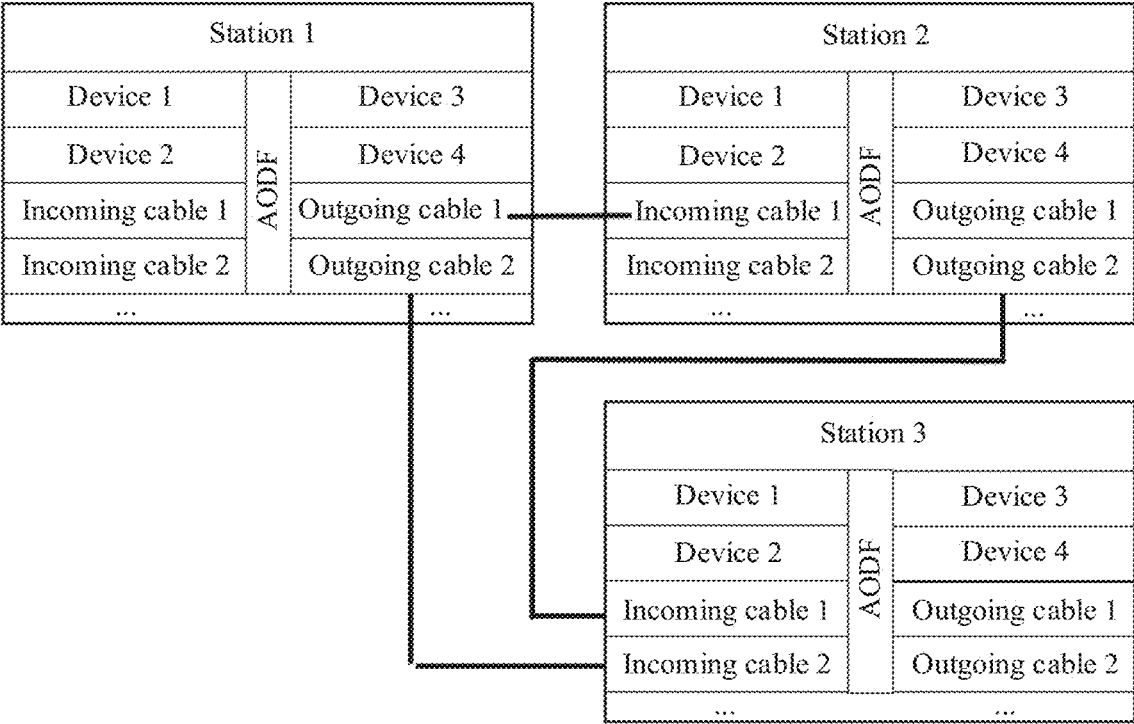 Station 1
Device 1
Device 2
Incoming cable 1
Incoming cable 2
...
AODF
Device 3
Device 4
Outgoing cable 1
Outgoing cable 2
...
Station 2
Device 1
Device 2
Incoming cable 1
Incoming cable 2
...
AODF
Device 3
Device 4
Outgoing cable 1
Outgoing cable 2
...
Station 3
Device 1
Device 2
Incoming cable 1
Incoming cable 2
...
AODF
Device 3
Device 4
Outgoing cable 1
Outgoing cable 2
...